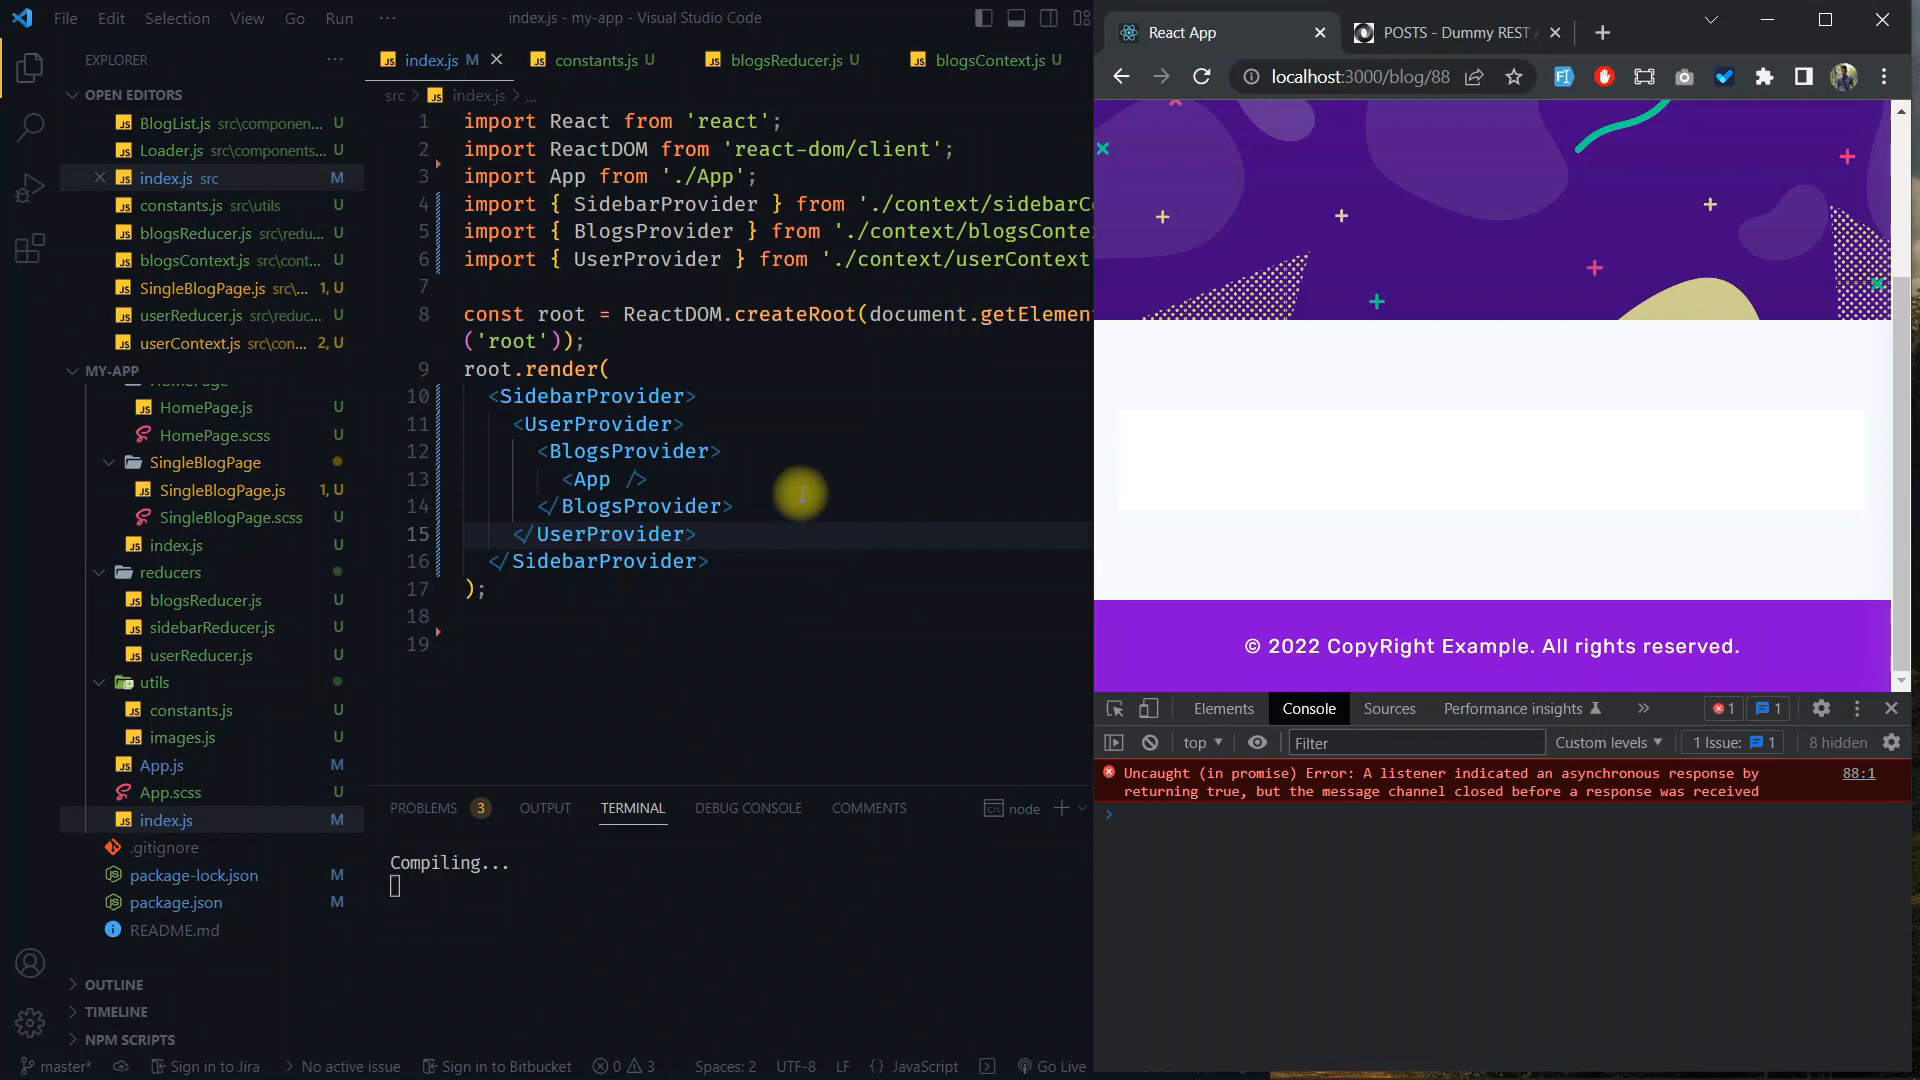 File Edit Selection View Go Run ··· index.js - my-app - Visual Studio Code
EXPLORER
OPEN EDITORS
BlogList.js src\componen... U
Loader.js src\components... U
index.js src M
constants.js src\utils U
blogsReducer.js src\redu... U
blogsContext.js src\cont... U
SingleBlogPage.js src\... 1, U
userReducer.js src\reduc... U
userContext.js src\con... 2, U
MY-APP
HomePage
HomePage.js U
HomePage.scss U
SingleBlogPage
SingleBlogPage.js 1, U
SingleBlogPage.scss U
index.js U
reducers
blogsReducer.js U
sidebarReducer.js U
userReducer.js U
utils
constants.js U
images.js U
App.js M
App.scss U
index.js M
.gitignore
package-lock.json M
package.json M
README.md
OUTLINE
TIMELINE
NPM SCRIPTS
index.js M constants.js U blogsReducer.js U blogsContext.js U
src > index.js > ...
1 import React from 'react';
2 import ReactDOM from 'react-dom/client';
3 import App from './App';
4 import { SidebarProvider } from './context/sidebarC
5 import { BlogsProvider } from './context/blogsConte
6 import { UserProvider } from './context/userContext
7
8 const root = ReactDOM.createRoot(document.getElemen
('root'));
9 root.render(
10 <SidebarProvider>
11 <UserProvider>
12 <BlogsProvider>
13 <App />
14 </BlogsProvider>
15 </UserProvider>
16 </SidebarProvider>
17 );
18
19
PROBLEMS 3 OUTPUT TERMINAL DEBUG CONSOLE COMMENTS node
Compiling...
master* Sign in to Jira No active issue Sign in to Bitbucket 0 3 Spaces: 2 UTF-8 LF {} JavaScript Go Live
React App POSTS - Dummy REST
localhost:3000/blog/88
© 2022 CopyRight Example. All rights reserved.
Elements Console Sources Performance insights 1 1
top Filter Custom levels 1 Issue: 1 8 hidden
Uncaught (in promise) Error: A listener indicated an asynchronous response by 88:1
returning true, but the message channel closed before a response was received